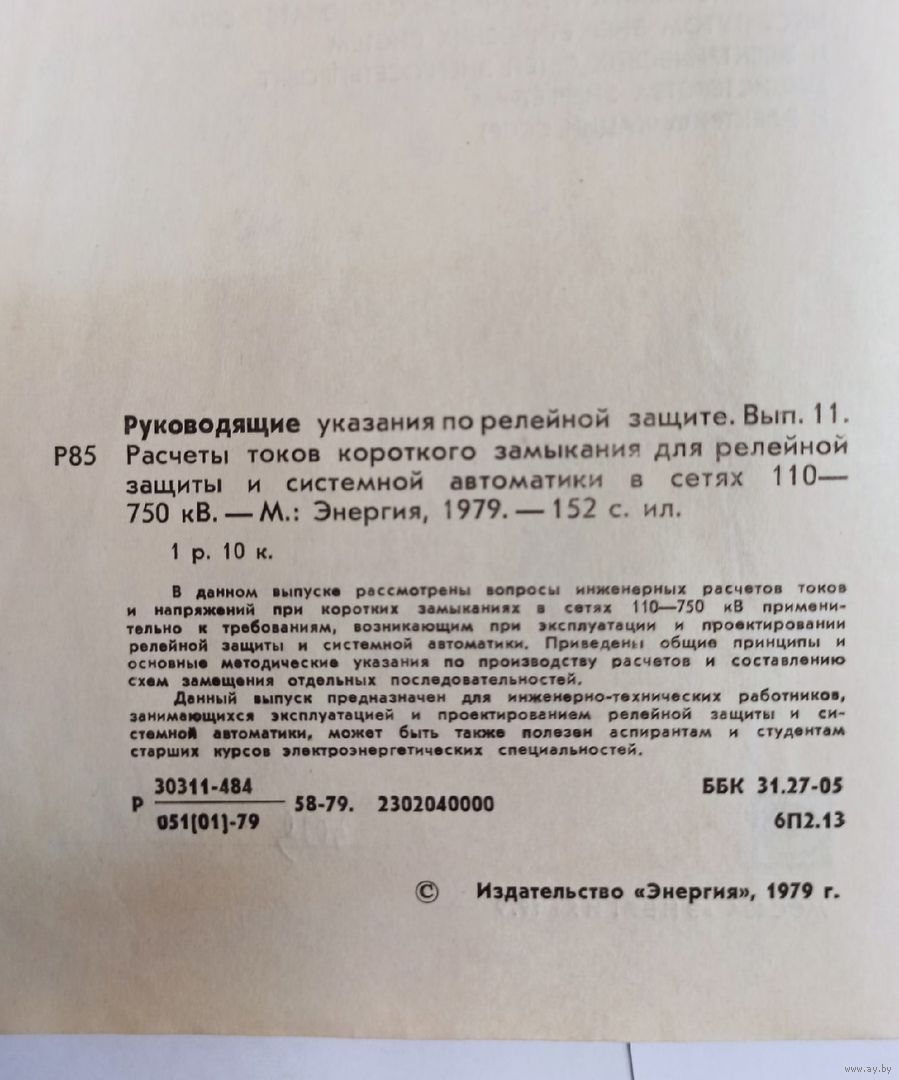 Руководящие указания по релейной защите. Вып. 11.
Р85 Расчеты токов короткого замыкания для релейной
защиты и системной автоматики в сетях 110—
750 кВ. — М.: Энергия, 1979. — 152 с. ил.
1 р. 10 к.
В данном выпуске рассмотрены вопросы инженерных расчетов токов
и напряжений при коротких замыканиях в сетях 110—750 кВ примени-
тельно к требованиям, возникающим при эксплуатации и проектировании
релейной защиты и системной автоматики. Приведены общие принципы и
основные методические указания по производству расчетов и составлению
схем замещения отдельных последовательностей.
Данный выпуск предназначен для инженерно-технических работников,
занимающихся эксплуатацией и проектированием релейной защиты и си-
стемной автоматики, может быть также полезен аспирантам и студентам
старших курсов электроэнергетических специальностей.
30311-484
Р 58-79. 2302040000
051(01)-79
ББК 31.27-05
6П2.13
© Издательство «Энергия», 1979 г.
www.ay.by